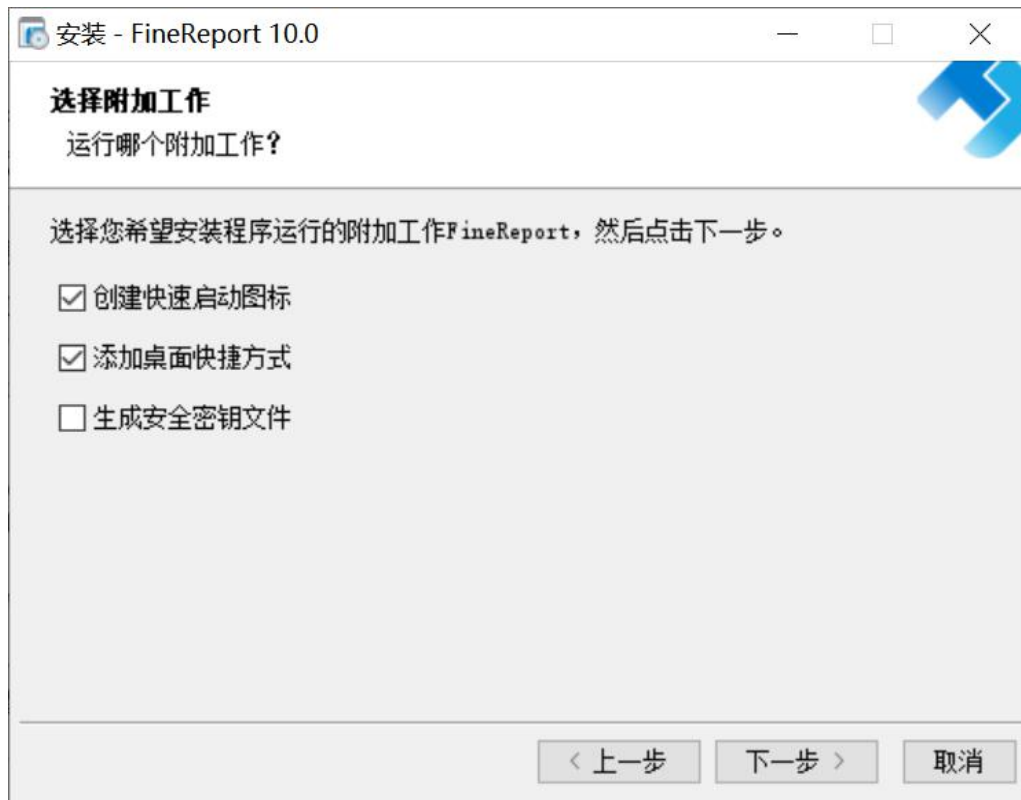 安装 - FineReport 10.0
选择附加工作
运行哪个附加工作?
选择您希望安装程序运行的附加工作FineReport，然后点击下一步。
创建快速启动图标
添加桌面快捷方式
生成安全密钥文件
< 上一步 下一步 > 取消